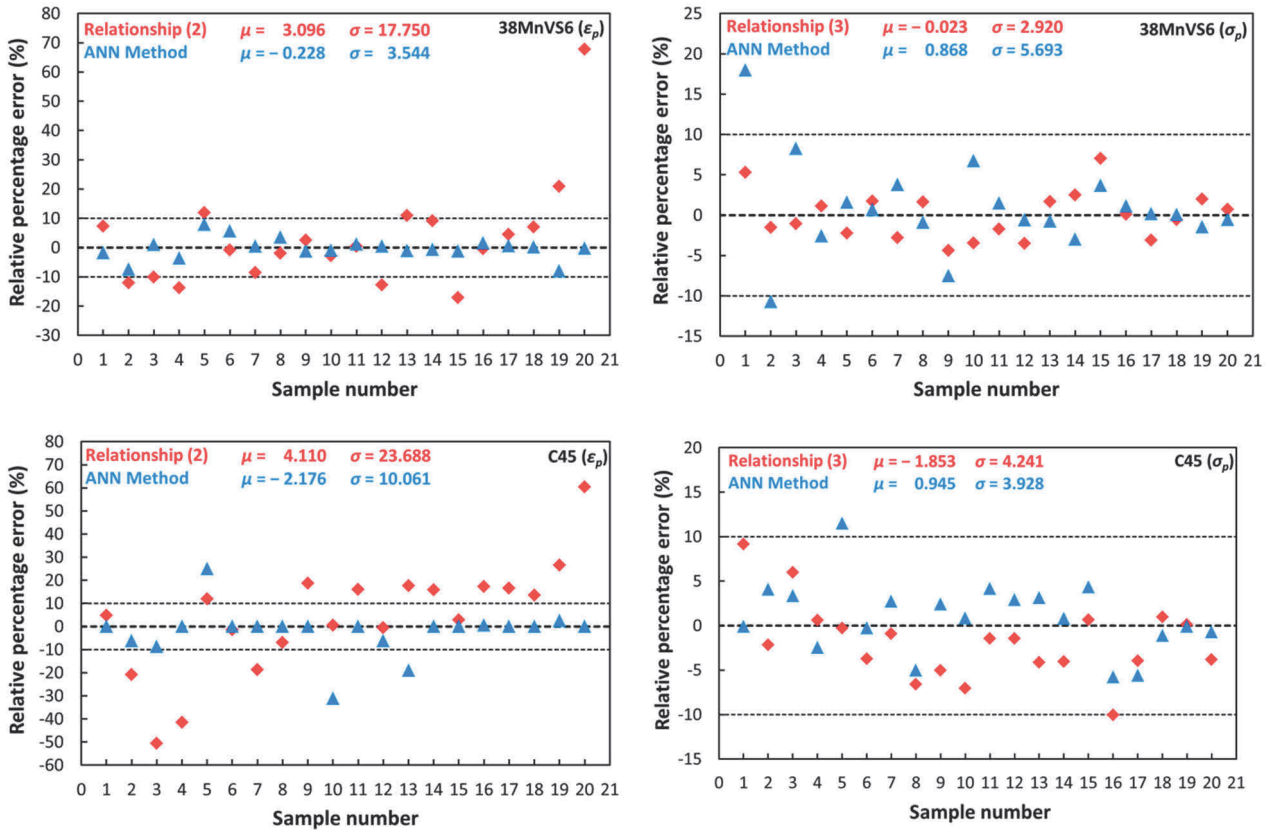 Relationship (2) μ = 3.096 σ = 17.750 38MnVS6 (εp)
ANN Method μ = − 0.228 σ = 3.544
Relative percentage error (%)
80
70
60
50
40
30
20
10
0
-10
-20
-30
0 1 2 3 4 5 6 7 8 9 10 11 12 13 14 15 16 17 18 19 20 21
Sample number
Relationship (3) μ = − 0.023 σ = 2.920 38MnVS6 (σp)
ANN Method μ = 0.868 σ = 5.693
Relative percentage error (%)
25
20
15
10
5
0
-5
-10
-15
0 1 2 3 4 5 6 7 8 9 10 11 12 13 14 15 16 17 18 19 20 21
Sample number
Relationship (2) μ = 4.110 σ = 23.688 C45 (εp)
ANN Method μ = − 2.176 σ = 10.061
Relative percentage error (%)
80
70
60
50
40
30
20
10
0
-10
-20
-30
-40
-50
-60
0 1 2 3 4 5 6 7 8 9 10 11 12 13 14 15 16 17 18 19 20 21
Sample number
Relationship (3) μ = − 1.853 σ = 4.241 C45 (σp)
ANN Method μ = 0.945 σ = 3.928
Relative percentage error (%)
20
15
10
5
0
-5
-10
-15
0 1 2 3 4 5 6 7 8 9 10 11 12 13 14 15 16 17 18 19 20 21
Sample number